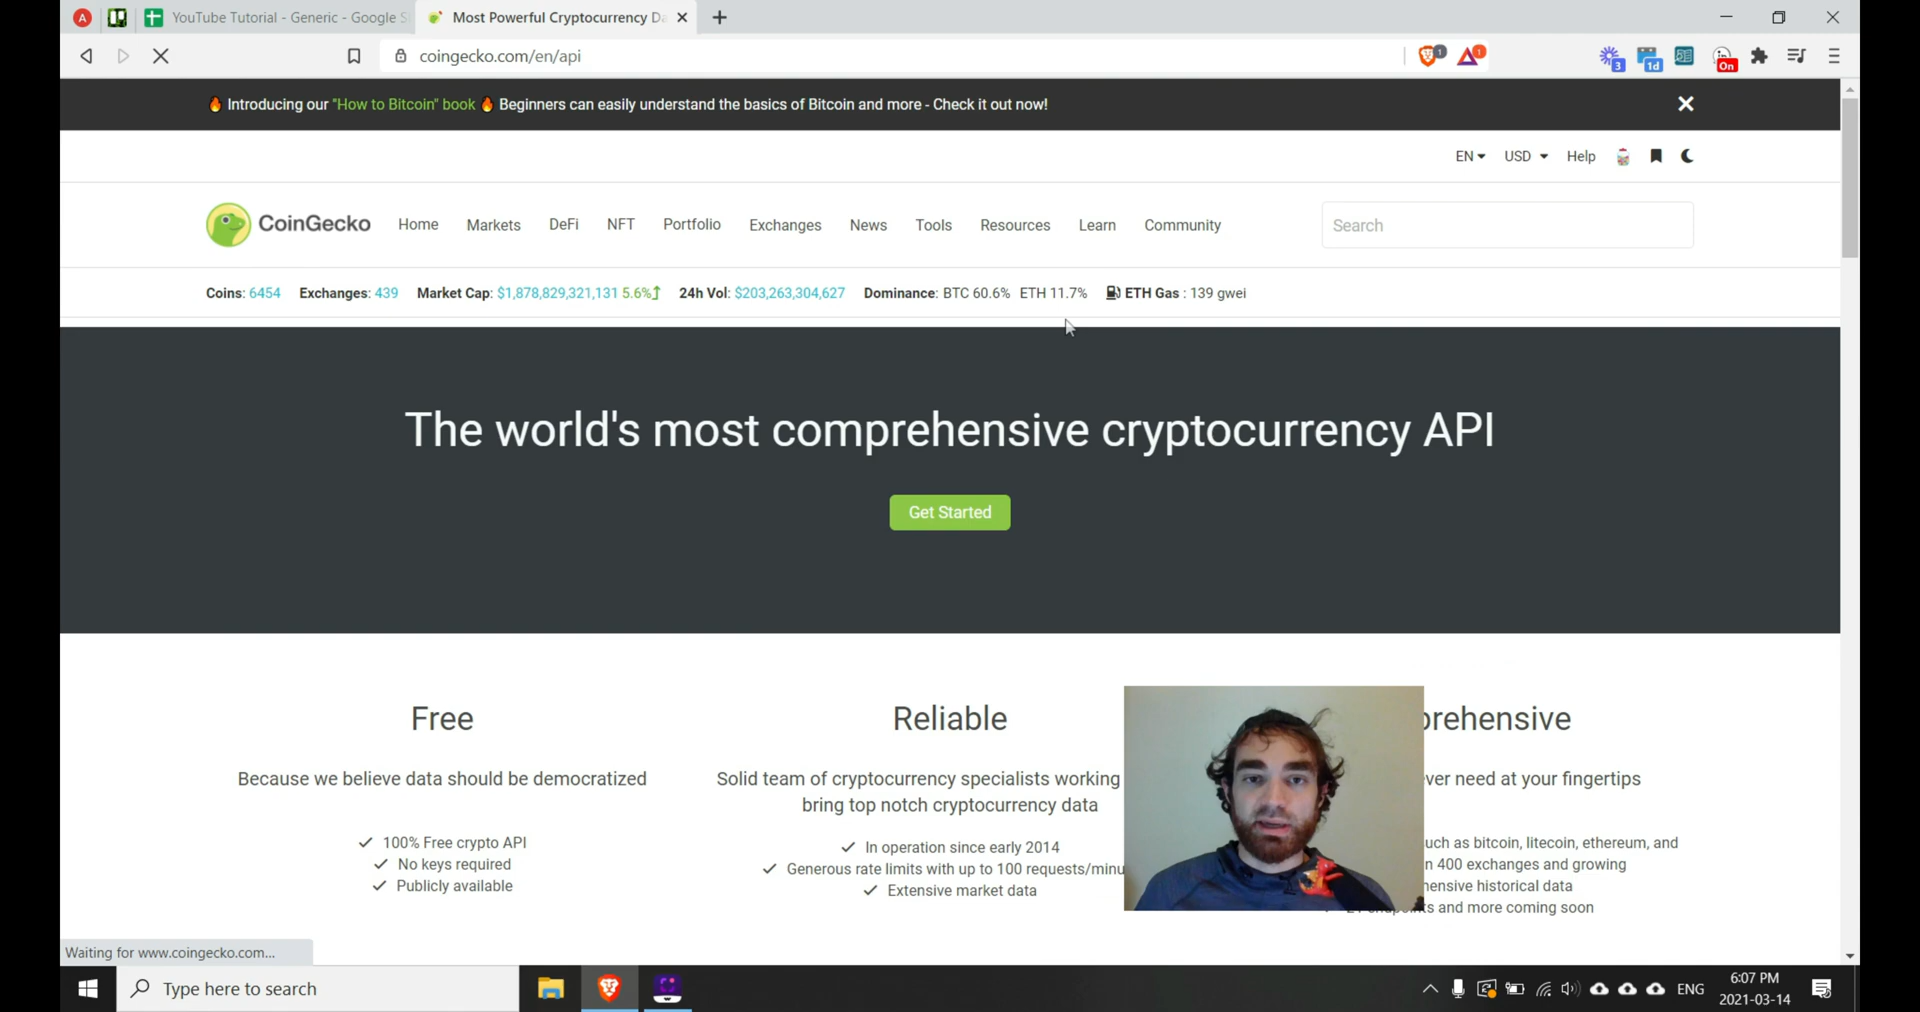 YouTube Tutorial - Generic - Google S
Most Powerful Cryptocurrency Da
coingecko.com/en/api
1
1
3
1d
On
🔥 Introducing our "How to Bitcoin" book 🔥 Beginners can easily understand the basics of Bitcoin and more - Check it out now!
EN USD Help
CoinGecko Home Markets DeFi NFT Portfolio Exchanges News Tools Resources Learn Community Search
Coins: 6454 Exchanges: 439 Market Cap: $1,878,829,321,131 5.6% 24h Vol: $203,263,304,627 Dominance: BTC 60.6% ETH 11.7% ETH Gas : 139 gwei
The world's most comprehensive cryptocurrency API
Get Started
Free
Because we believe data should be democratized
✓ 100% Free crypto API
✓ No keys required
✓ Publicly available
Reliable
Solid team of cryptocurrency specialists working
bring top notch cryptocurrency data
✓ In operation since early 2014
✓ Generous rate limits with up to 100 requests/minu
✓ Extensive market data
prehensive
ver need at your fingertips
uch as bitcoin, litecoin, ethereum, and
n 400 exchanges and growing
hensive historical data
and more coming soon
Waiting for www.coingecko.com...
Type here to search
ENG
6:07 PM
2021-03-14